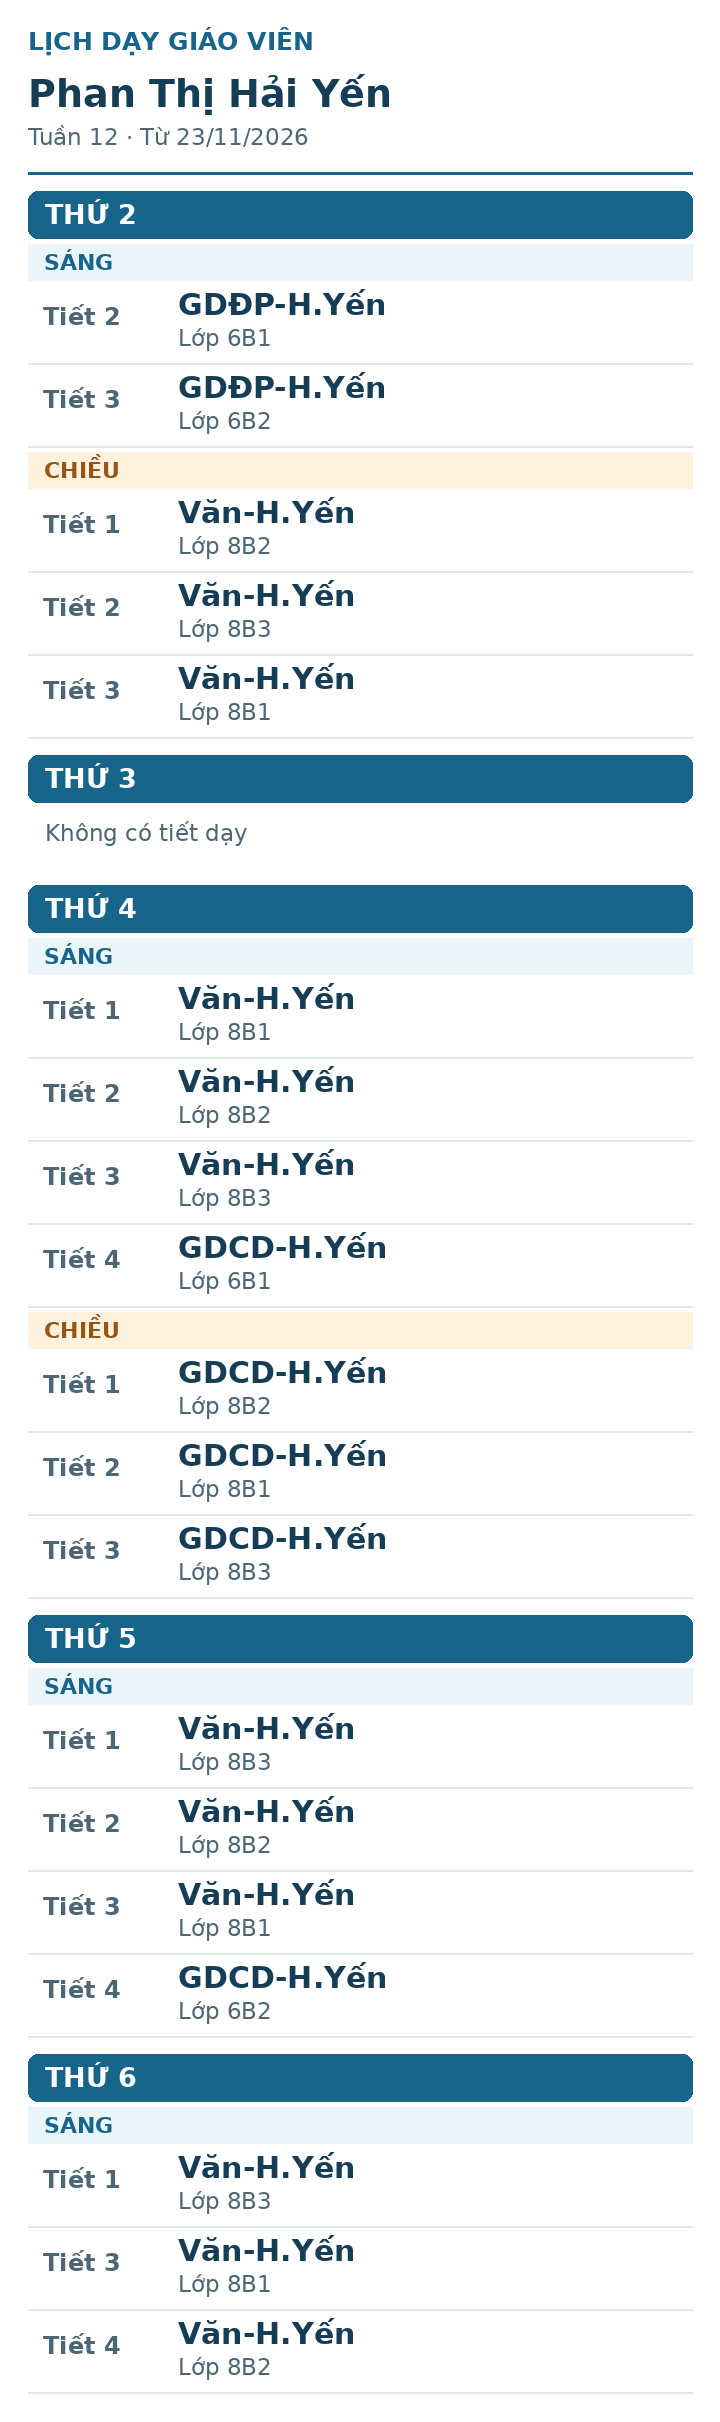 LỊCH DẠY GIÁO VIÊN
Phan Thị Hải Yến
Tuần 12 · Từ 23/11/2026
THỨ 2
SÁNG
Tiết 2 GDĐP-H.Yến
Lớp 6B1
Tiết 3 GDĐP-H.Yến
Lớp 6B2
CHIỀU
Tiết 1 Văn-H.Yến
Lớp 8B2
Tiết 2 Văn-H.Yến
Lớp 8B3
Tiết 3 Văn-H.Yến
Lớp 8B1
THỨ 3
Không có tiết dạy
THỨ 4
SÁNG
Tiết 1 Văn-H.Yến
Lớp 8B1
Tiết 2 Văn-H.Yến
Lớp 8B2
Tiết 3 Văn-H.Yến
Lớp 8B3
Tiết 4 GDCD-H.Yến
Lớp 6B1
CHIỀU
Tiết 1 GDCD-H.Yến
Lớp 8B2
Tiết 2 GDCD-H.Yến
Lớp 8B1
Tiết 3 GDCD-H.Yến
Lớp 8B3
THỨ 5
SÁNG
Tiết 1 Văn-H.Yến
Lớp 8B3
Tiết 2 Văn-H.Yến
Lớp 8B2
Tiết 3 Văn-H.Yến
Lớp 8B1
Tiết 4 GDCD-H.Yến
Lớp 6B2
THỨ 6
SÁNG
Tiết 1 Văn-H.Yến
Lớp 8B3
Tiết 3 Văn-H.Yến
Lớp 8B1
Tiết 4 Văn-H.Yến
Lớp 8B2